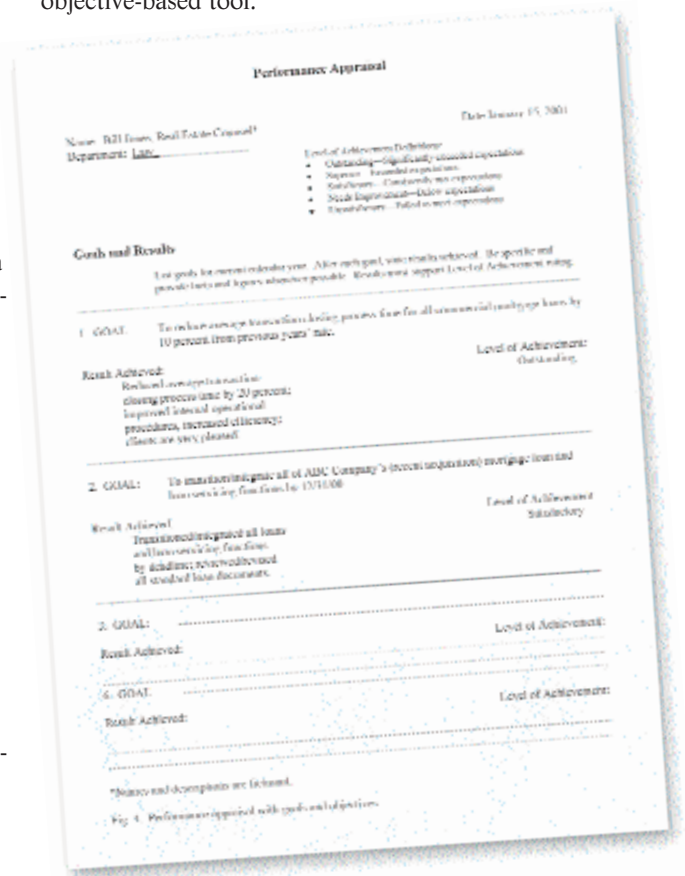 objective-based tool.
Performance Appraisal
Date: January 15, 2001
Name: Bill Jones, Real Estate Counsel*
Department: Law
Level of Achievement Definitions:
• Outstanding—Significantly exceeded expectations
• Superior—Exceeded expectations
• Satisfactory—Consistently met expectations
• Needs Improvement—Below expectations
• Unsatisfactory—Failed to meet expectations
Goals and Results
List goals for current calendar year. After each goal, state results achieved. Be specific and
provide facts and figures whenever possible. Results must support Level of Achievement rating.
1. GOAL: To reduce average transaction closing process time for all commercial mortgage loans by
10 percent from previous years' rate.
Result Achieved:
Level of Achievement:
Outstanding
Reduced average transaction
closing process time by 20 percent;
improved internal operational
procedures, increased efficiency;
clients are very pleased.
2. GOAL: To transition/integrate all of ABC Company's (recent acquisition) mortgage loan and
loan servicing functions by 12/31/00
Result Achieved
Level of Achievement
Satisfactory
Transitioned/integrated all loans
and loan servicing functions
by deadline; reviewed/revised
all standard loan documents.
3. GOAL:
Result Achieved:
Level of Achievement:
GOAL
Result Achieved:
Level of Achievement:
*Names and descriptions are fictional.
Fig. 4. Performance appraisal with goals and objectives.